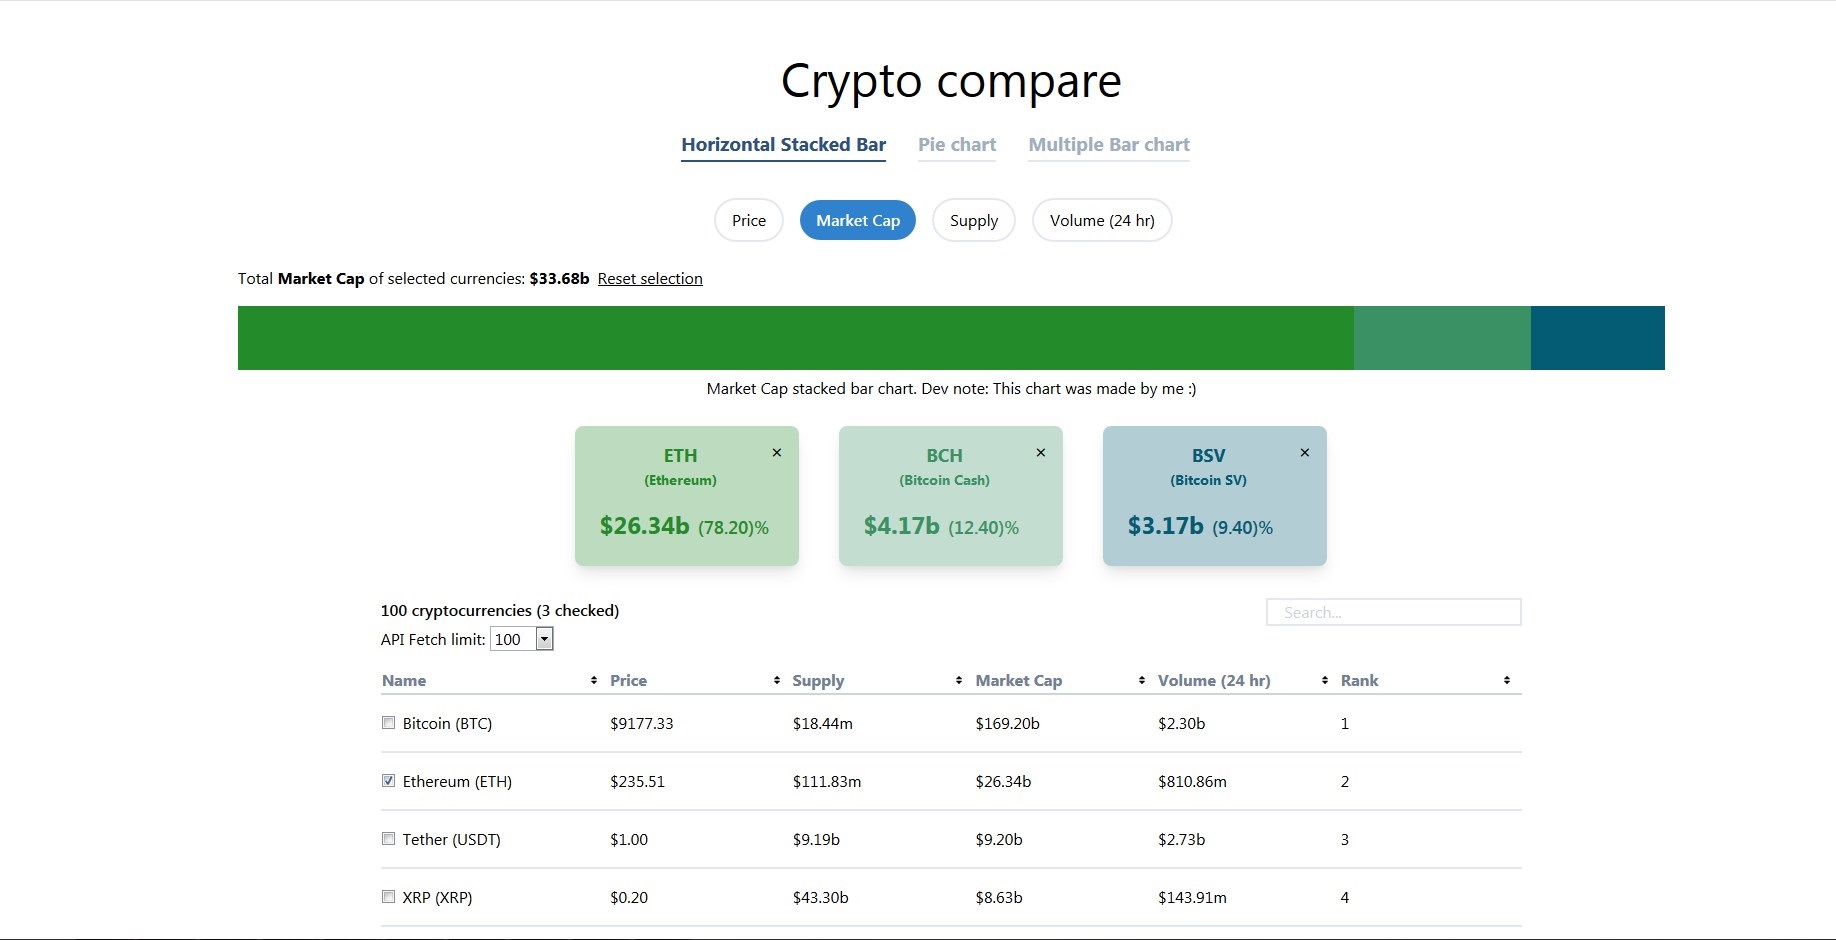 Crypto compare
Horizontal Stacked Bar Pie chart Multiple Bar chart
Price Market Cap Supply Volume (24 hr)
Total Market Cap of selected currencies: $33.68b Reset selection
Market Cap stacked bar chart. Dev note: This chart was made by me :)
ETH × BCH × BSV ×
(Ethereum) (Bitcoin Cash) (Bitcoin SV)
$26.34b (78.20)% $4.17b (12.40)% $3.17b (9.40)%
100 cryptocurrencies (3 checked) Search...
API Fetch limit: 100
Name Price Supply Market Cap Volume (24 hr) Rank
Bitcoin (BTC) $9177.33 $18.44m $169.20b $2.30b 1
Ethereum (ETH) $235.51 $111.83m $26.34b $810.86m 2
Tether (USDT) $1.00 $9.19b $9.20b $2.73b 3
XRP (XRP) $0.20 $43.30b $8.63b $143.91m 4